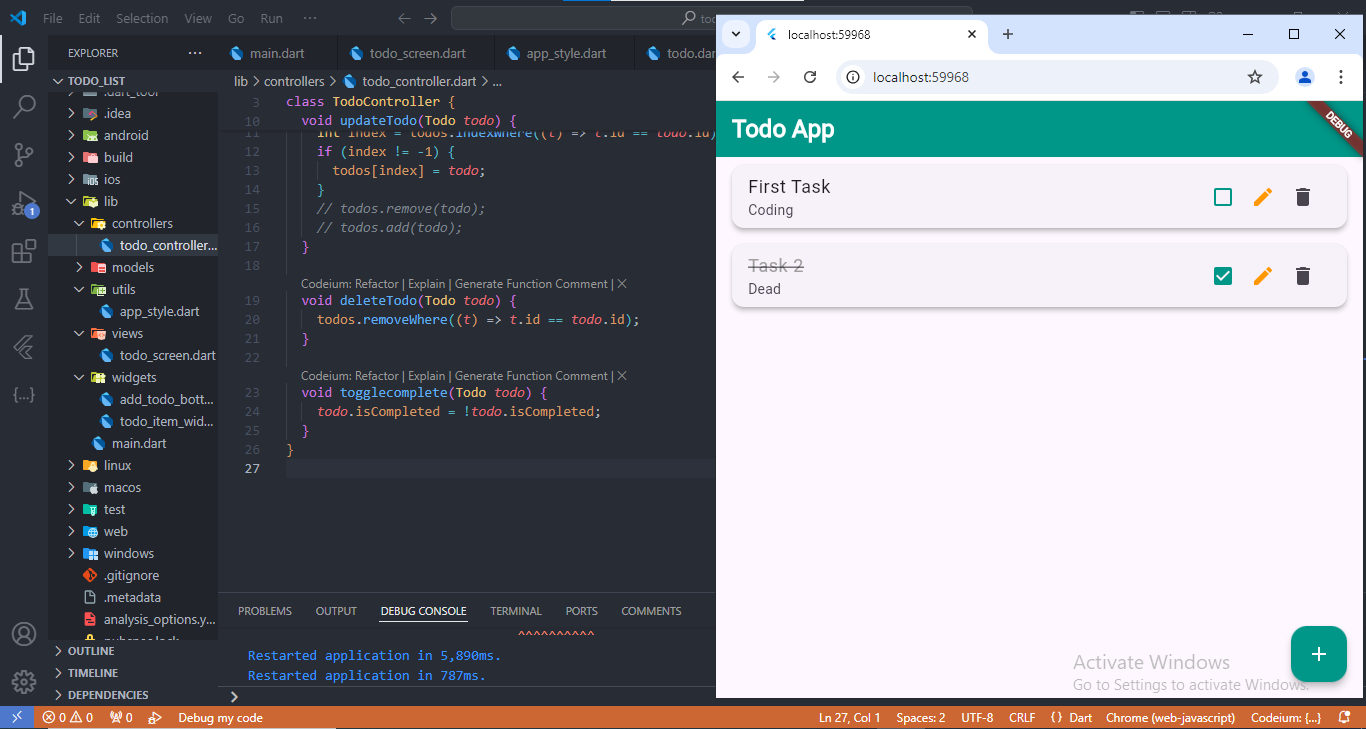 File Edit Selection View Go Run ···
EXPLORER ···
TODO_LIST
.dart_tool
.idea
android
build
ios
lib
controllers
todo_controller...
models
utils
app_style.dart
views
todo_screen.dart
widgets
add_todo_bott...
todo_item_wid...
main.dart
linux
macos
test
web
windows
.gitignore
.metadata
analysis_options.y...
pubspec.lock
OUTLINE
TIMELINE
DEPENDENCIES
1
main.dart todo_screen.dart app_style.dart todo.dar
lib > controllers > todo_controller.dart > ...
3 class TodoController {
10 void updateTodo(Todo todo) {
11 int index = todos.indexWhere((t) => t.id == todo.id)
12 if (index != -1) {
13 todos[index] = todo;
14 }
15 // todos.remove(todo);
16 // todos.add(todo);
17 }
18
Codeium: Refactor | Explain | Generate Function Comment | ×
19 void deleteTodo(Todo todo) {
20 todos.removeWhere((t) => t.id == todo.id);
21 }
22
Codeium: Refactor | Explain | Generate Function Comment | ×
23 void togglecomplete(Todo todo) {
24 todo.isCompleted = !todo.isCompleted;
25 }
26 }
27
PROBLEMS OUTPUT DEBUG CONSOLE TERMINAL PORTS COMMENTS
^^^^^^^^^^
Restarted application in 5,890ms.
Restarted application in 787ms.
>
localhost:59968
localhost:59968
Todo App
DEBUG
First Task
Coding
Task 2
Dead
+
Activate Windows
Go to Settings to activate Windows.
0 0 0 Debug my code Ln 27, Col 1 Spaces: 2 UTF-8 CRLF {} Dart Chrome (web-javascript) Codeium: {...}